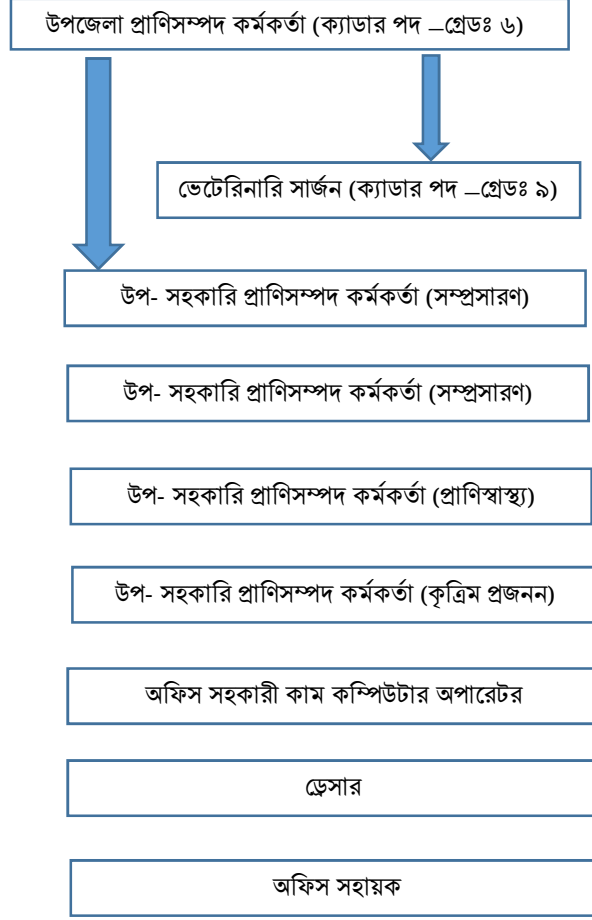 উপজেলা প্রাণিসম্পদ কর্মকর্তা (ক্যাডার পদ –গ্রেডঃ ৬)
ভেটেরিনারি সার্জন (ক্যাডার পদ –গ্রেডঃ ৯)
উপ- সহকারি প্রাণিসম্পদ কর্মকর্তা (সম্প্রসারণ)
উপ- সহকারি প্রাণিসম্পদ কর্মকর্তা (সম্প্রসারণ)
উপ- সহকারি প্রাণিসম্পদ কর্মকর্তা (প্রাণিস্বাস্থ্য)
উপ- সহকারি প্রাণিসম্পদ কর্মকর্তা (কৃত্রিম প্রজনন)
অফিস সহকারী কাম কম্পিউটার অপারেটর
ড্রেসার
অফিস সহায়ক